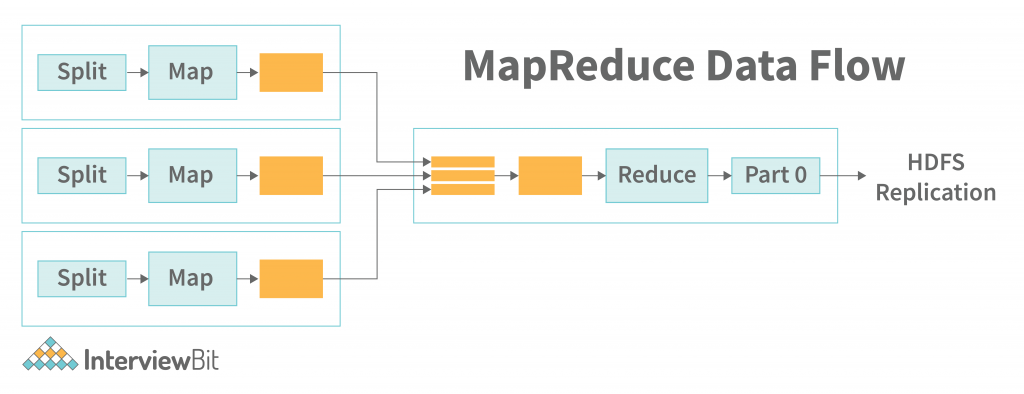 MapReduce Data Flow
Split
Map
Split
Map
Split
Map
Reduce
Part 0
HDFS
Replication
InterviewBit